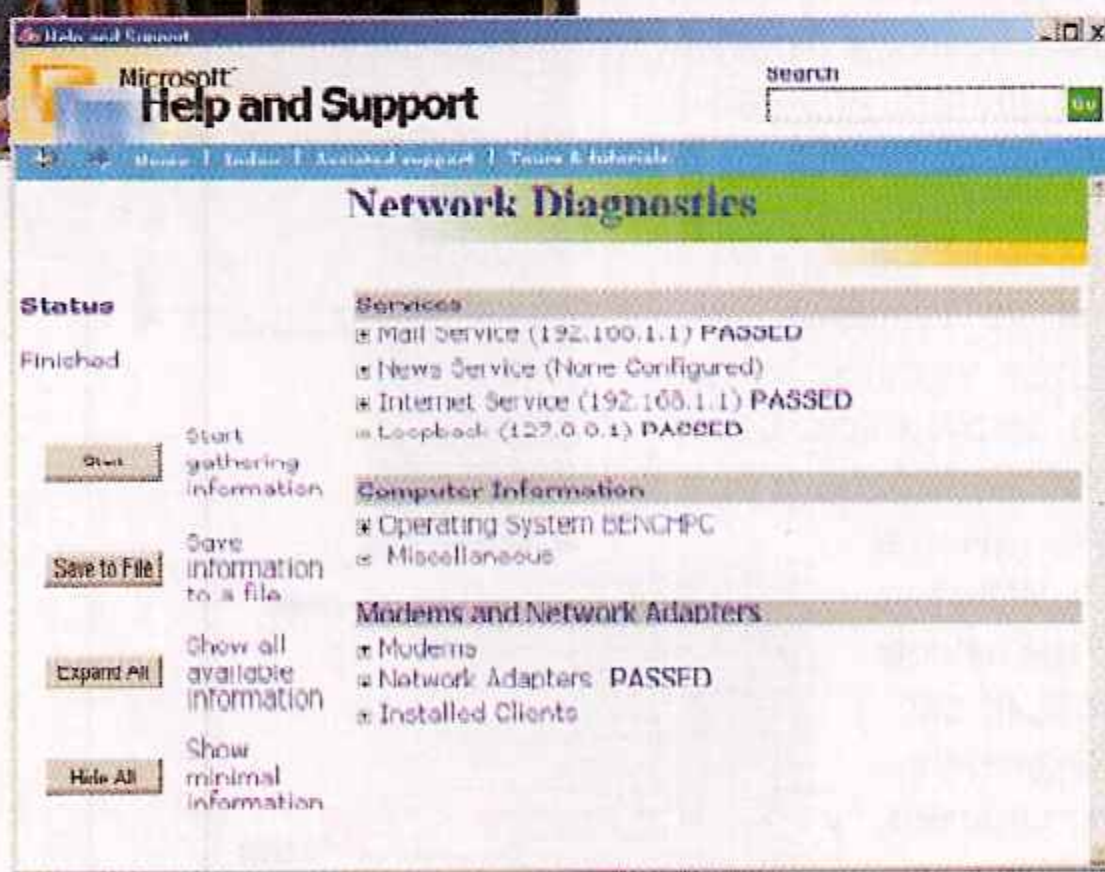 Help and Support
Microsoft
Help and Support
Search
Go
Home | Index | Assisted support | Tours & tutorials
Network Diagnostics
Status
Finished
Start
Start
gathering
information
Save to File
Save
information
to a file
Expand All
Show all
available
information
Hide All
Show
minimal
information
Services
Mail Service (192.168.1.1) PASSED
News Service (None Configured)
Internet Service (192.168.1.1) PASSED
Loopback (127.0.0.1) PASSED
Computer Information
Operating System BENCHPC
Miscellaneous
Modems and Network Adapters
Modems
Network Adapters PASSED
Installed Clients